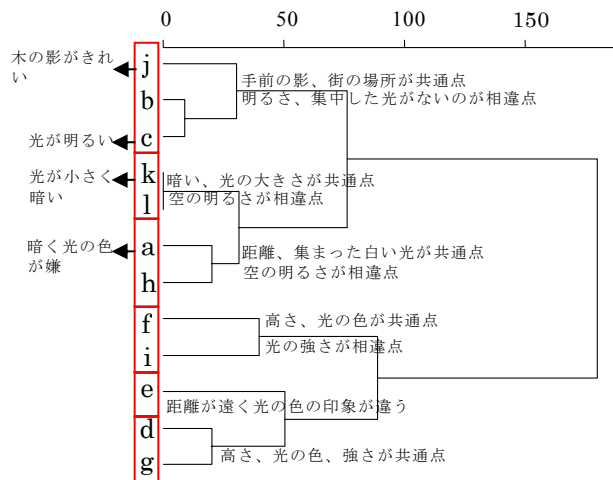 0 50 100 150
木の影がきれ
い
j
手前の影、街の場所が共通点
明るさ、集中した光がないのが相違点
b
光が明るい
c
光が小さく
暗い
k
暗い、光の大きさが共通点
l
空の明るさが相違点
暗く光の色
が嫌
a
距離、集まった白い光が共通点
空の明るさが相違点
h
f
高さ、光の色が共通点
光の強さが相違点
i
e
距離が遠く光の色の印象が違う
d
高さ、光の色、強さが共通点
g